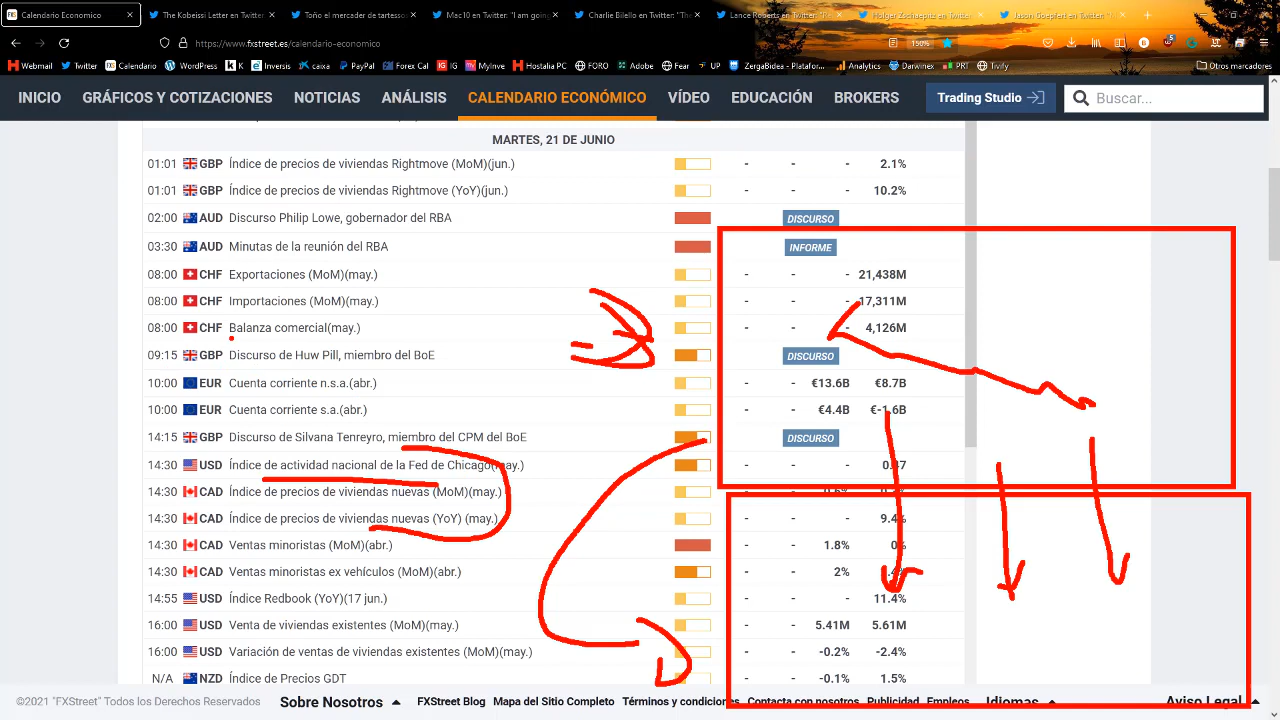 Calendario Económico
The Kobeissi Letter en Twitter: "
Toño el mercader de tartessos
Mac10 en Twitter: "I am going
Charlie Bilello en Twitter: "The
Lance Roberts en Twitter: "Re
Holger Zschaepitz en Twitter:
Jason Goepfert en Twitter: "
https://www.fxstreet.es/calendario-economico
150%
Webmail Twitter Calendario WordPress K Inversis caixa PayPal Forex Cal IG MyInve Hostalia PC FORO Adobe Fear UP ZergaBidea - Platafor... Analytics Darwinex PRT Tivify Otros marcadores
INICIO GRÁFICOS Y COTIZACIONES NOTICIAS ANÁLISIS CALENDARIO ECONÓMICO VÍDEO EDUCACIÓN BROKERS Trading Studio Buscar...
MARTES, 21 DE JUNIO
01:01 GBP Índice de precios de viviendas Rightmove (MoM)(jun.) - - - 2.1%
01:01 GBP Índice de precios de viviendas Rightmove (YoY)(jun.) - - - 10.2%
02:00 AUD Discurso Philip Lowe, gobernador del RBA DISCURSO
03:30 AUD Minutas de la reunión del RBA INFORME
08:00 CHF Exportaciones (MoM)(may.) - - - 21,438M
08:00 CHF Importaciones (MoM)(may.) - - - 17,311M
08:00 CHF Balanza comercial(may.) - - - 4,126M
09:15 GBP Discurso de Huw Pill, miembro del BoE DISCURSO
10:00 EUR Cuenta corriente n.s.a.(abr.) - - €13.6B €8.7B
10:00 EUR Cuenta corriente s.a.(abr.) - - €4.4B €-1.6B
14:15 GBP Discurso de Silvana Tenreyro, miembro del CPM del BoE DISCURSO
14:30 USD Índice de actividad nacional de la Fed de Chicago(may.) - - - 0.47
14:30 CAD Índice de precios de viviendas nuevas (MoM)(may.) - -
14:30 CAD Índice de precios de viviendas nuevas (YoY) (may.) - - - 9.4%
14:30 CAD Ventas minoristas (MoM)(abr.) - - 1.8% 0%
14:30 CAD Ventas minoristas ex vehículos (MoM)(abr.) - - 2%
14:55 USD Índice Redbook (YoY)(17 jun.) - - - 11.4%
16:00 USD Venta de viviendas existentes (MoM)(may.) - - 5.41M 5.61M
16:00 USD Variación de ventas de viviendas existentes (MoM)(may.) - - -0.2% -2.4%
N/A NZD Índice de Precios GDT - - -0.1% 1.5%
©2021 "FXStreet" Todos los Derechos Reservados Sobre Nosotros FXStreet Blog Mapa del Sitio Completo Términos y condiciones Contacta con nosotros Publicidad Empleos Idiomas Aviso Legal